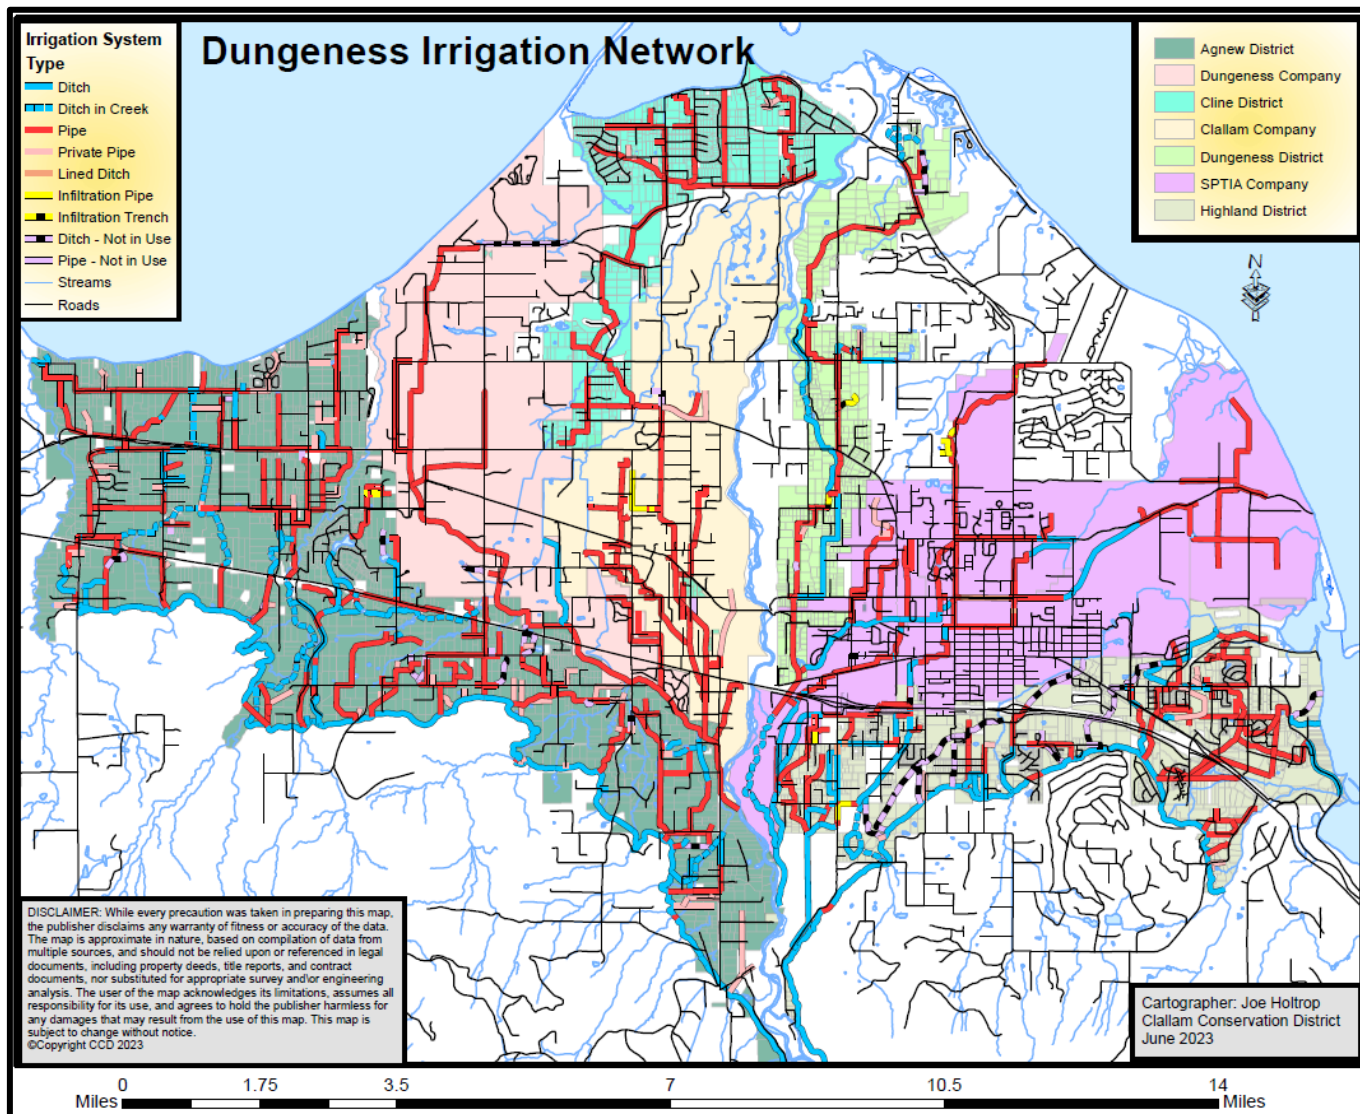 Dungeness Irrigation Network
Irrigation System
Type
Ditch
Ditch in Creek
Pipe
Private Pipe
Lined Ditch
Infiltration Pipe
Infiltration Trench
Ditch - Not in Use
Pipe - Not in Use
Streams
Roads
Agnew District
Dungeness Company
Cline District
Clallam Company
Dungeness District
SPTIA Company
Highland District
N
DISCLAIMER: While every precaution was taken in preparing this map,
the publisher disclaims any warranty of fitness or accuracy of the data.
The map is approximate in nature, based on compilation of data from
multiple sources, and should not be relied upon or referenced in legal
documents, including property deeds, title reports, and contract
documents, nor substituted for appropriate survey and/or engineering
analysis. The user of the map acknowledges its limitations, assumes all
responsibility for its use, and agrees to hold the publisher harmless for
any damages that may result from the use of this map. This map is
subject to change without notice.
©Copyright CCD 2023
Cartographer: Joe Holtrop
Clallam Conservation District
June 2023
0 1.75 3.5 7 10.5 14
Miles Miles